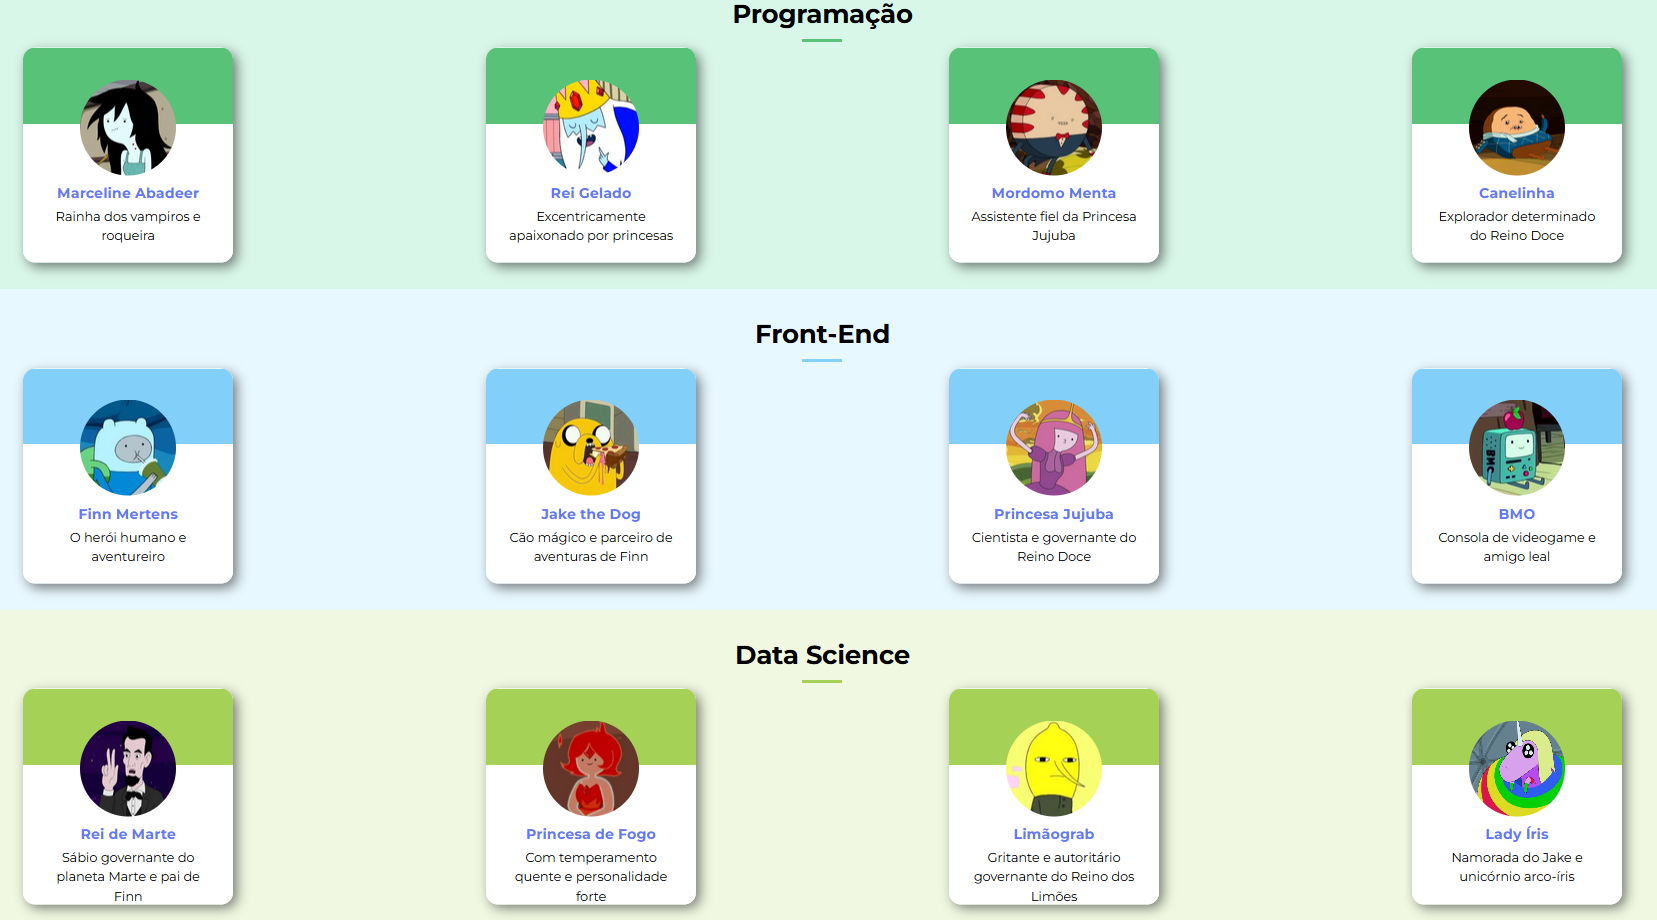 Programação
Marceline Abadeer
Rainha dos vampiros e
roqueira
Rei Gelado
Excentricamente
apaixonado por princesas
Mordomo Menta
Assistente fiel da Princesa
Jujuba
Canelinha
Explorador determinado
do Reino Doce
Front-End
Finn Mertens
O herói humano e
aventureiro
Jake the Dog
Cão mágico e parceiro de
aventuras de Finn
Princesa Jujuba
Cientista e governante do
Reino Doce
BMO
Consola de videogame e
amigo leal
Data Science
Rei de Marte
Sábio governante do
planeta Marte e pai de
Finn
Princesa de Fogo
Com temperamento
quente e personalidade
forte
Limãograb
Gritante e autoritário
governante do Reino dos
Limões
Lady Íris
Namorada do Jake e
unicórnio arco-íris